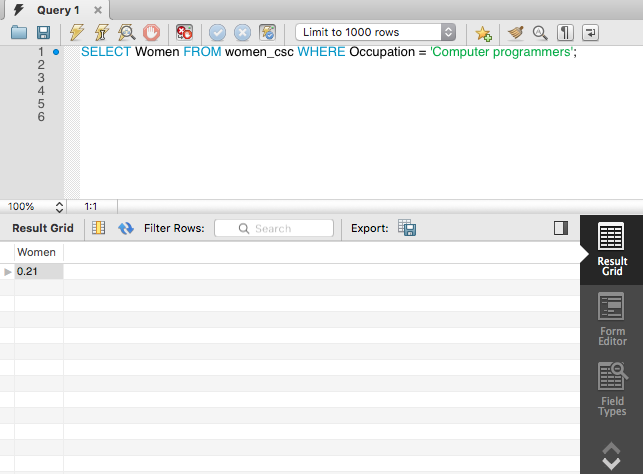 Query 1
Limit to 1000 rows
1 SELECT Women FROM women_csc WHERE Occupation = 'Computer programmers';
2
3
4
5
6
100% 1:1
Result Grid Filter Rows: Search Export:
Women
0.21
Result
Grid
Form
Editor
Field
Types